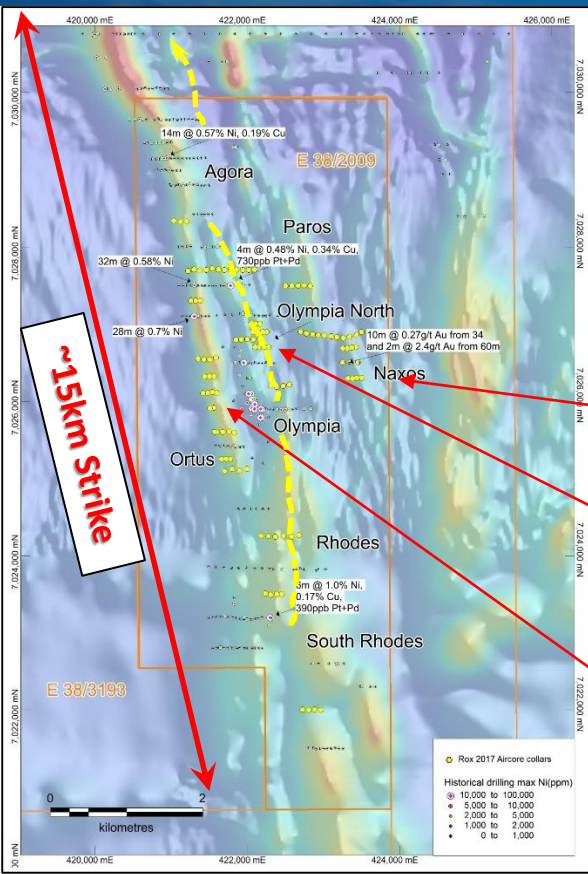 420,000 mE
422,000 mE
424,000 mE
426,000 mE
7,030,000 mN
7,030,000 mN
14m @ 0.57% Ni, 0.19% Cu
Agora
E 38/2009
Paros
4m @ 0.48% Ni, 0.34% Cu,
730ppb Pt+Pd
7,028,000 mN
7,028,000 mN
32m @ 0.58% Ni
28m @ 0.7% Ni
Olympia North
10m @ 0.27g/t Au from 34
and 2m @ 2.4g/t Au from 60m
Naxos
7,026,000 mN
7,026,000 mN
~15km Strike
Olympia
Ortus
7,024,000 mN
7,024,000 mN
Rhodes
m @ 1.0% Ni,
0.17% Cu,
390ppb Pt+Pd
South Rhodes
E 38/3193
7,022,000 mN
7,022,000 mN
Rox 2017 Aircore collars
Historical drilling max Ni(ppm)
10,000 to 100,000
5,000 to 10,000
2,000 to 5,000
1,000 to 2,000
0 to 1,000
0
2
kilometres
00 mN
420,000 mE
422,000 mE
424,000 mE